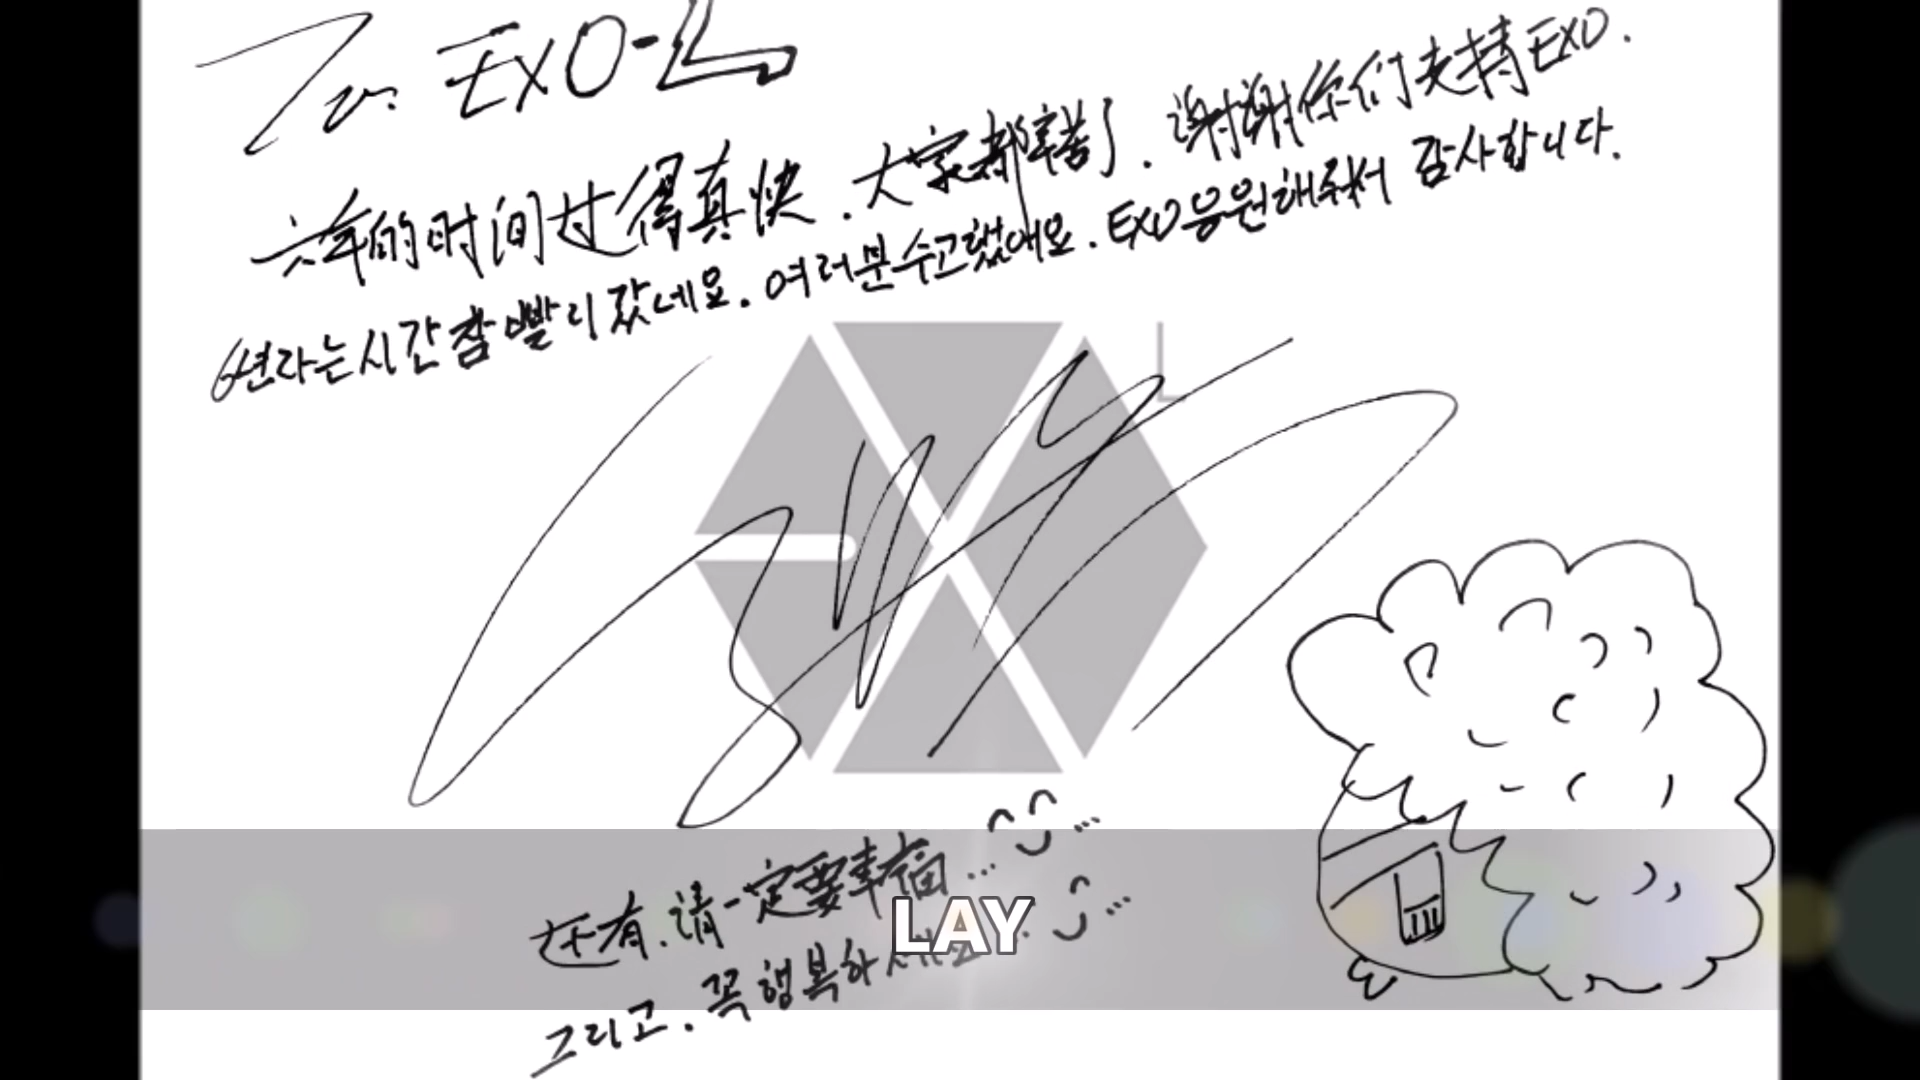 To. EXO-L
六年的时间过得真快.大家都辛苦了.谢谢你们支持EXO.
6년라는시간 참 빨리 갔네요. 여러분 수고했어요. EXO 응원해주셔서 감사합니다.
还有.请一定要幸福...
LAY
그리고. 꼭 행복하세요